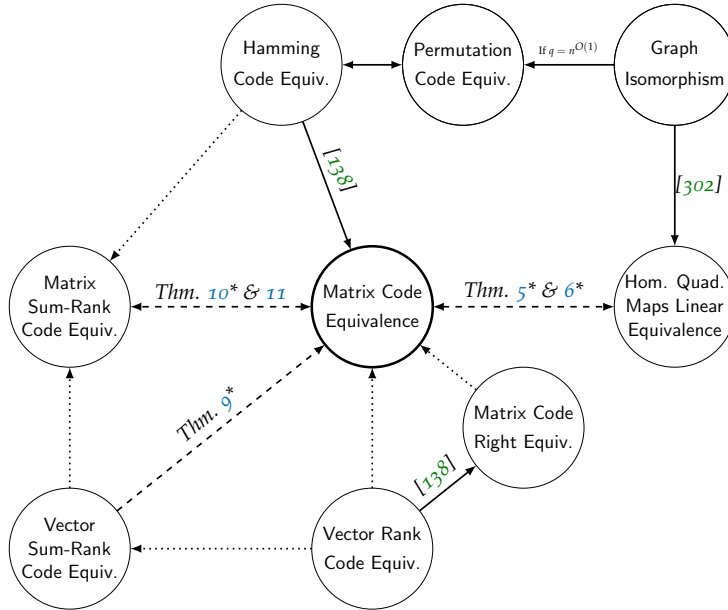 Hamming
Code Equiv.
Permutation
Code Equiv.
If q = n^{O(1)}
Graph
Isomorphism
[138]
[302]
Matrix
Sum-Rank
Code Equiv.
Thm. 10* & 11
Matrix Code
Equivalence
Thm. 5* & 6*
Hom. Quad.
Maps Linear
Equivalence
Thm. 9*
Matrix Code
Right Equiv.
[138]
Vector
Sum-Rank
Code Equiv.
Vector Rank
Code Equiv.